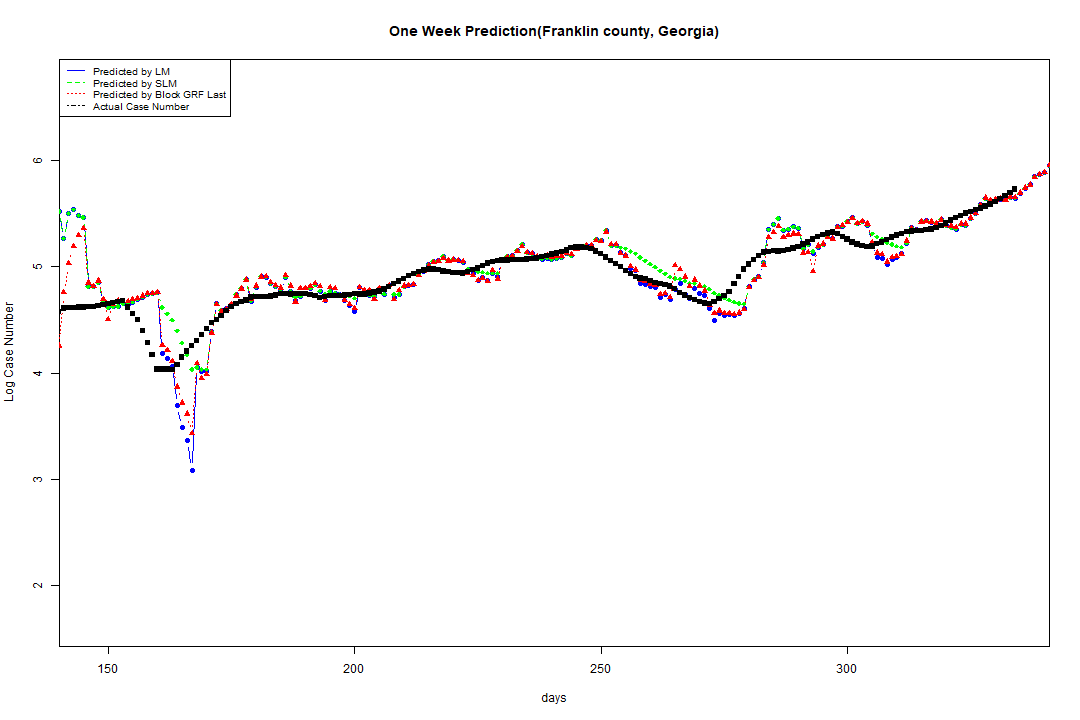 One Week Prediction(Franklin county, Georgia)
Predicted by LM
Predicted by SLM
Predicted by Block GRF Last
Actual Case Number
6
5
4
3
2
Log Case Number
150 200 250 300
days